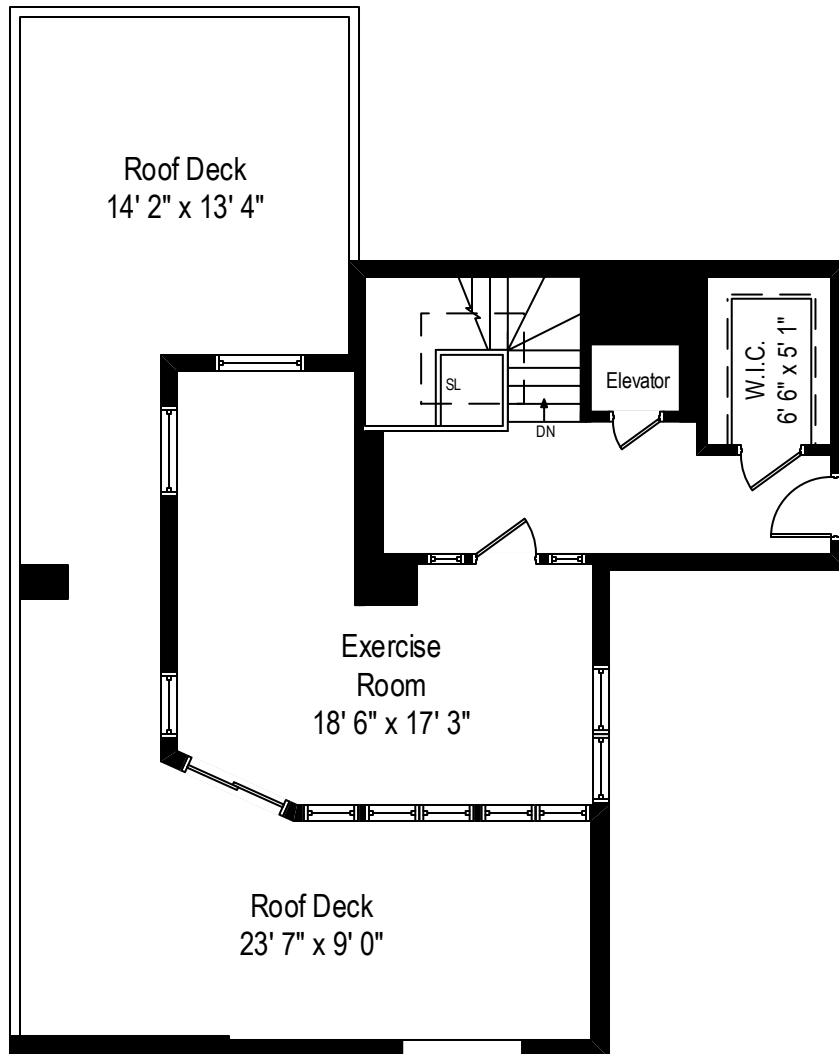 Roof Deck
14' 2" x 13' 4"
W.I.C.
6' 6" x 5' 1"
Elevator
SL
DN
Exercise
Room
18' 6" x 17' 3"
Roof Deck
23' 7" x 9' 0"